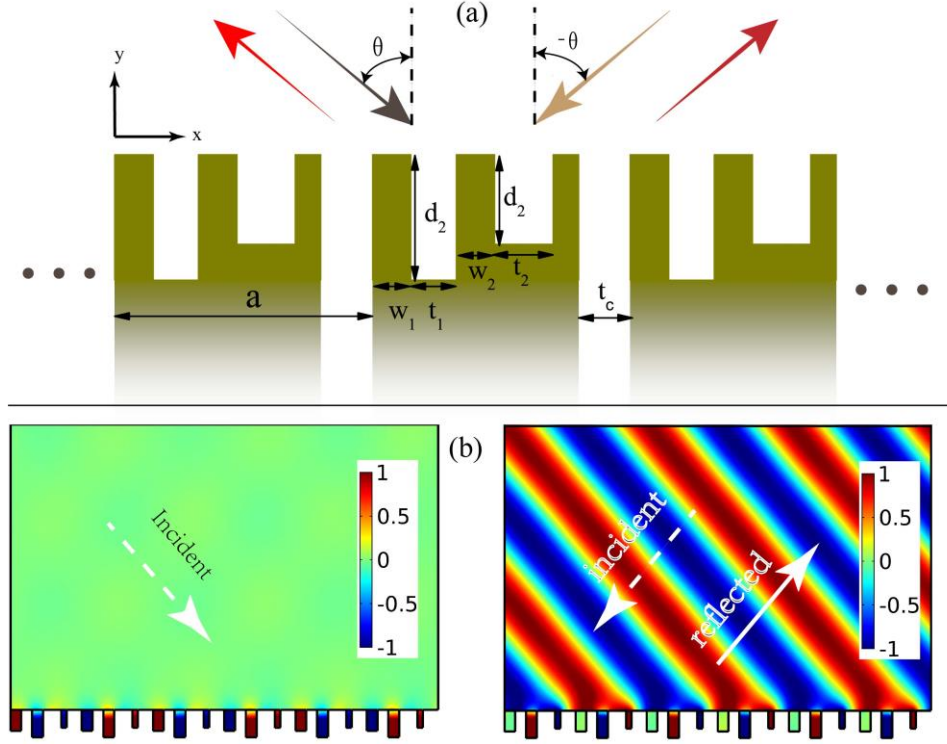 (a)
θ
-θ
y
x
d₂
d₂
w₂
t₂
a
w₁
t₁
t꜀
(b)
Incident
1
0.5
0
-0.5
-1
incident
reflected
1
0.5
0
-0.5
-1